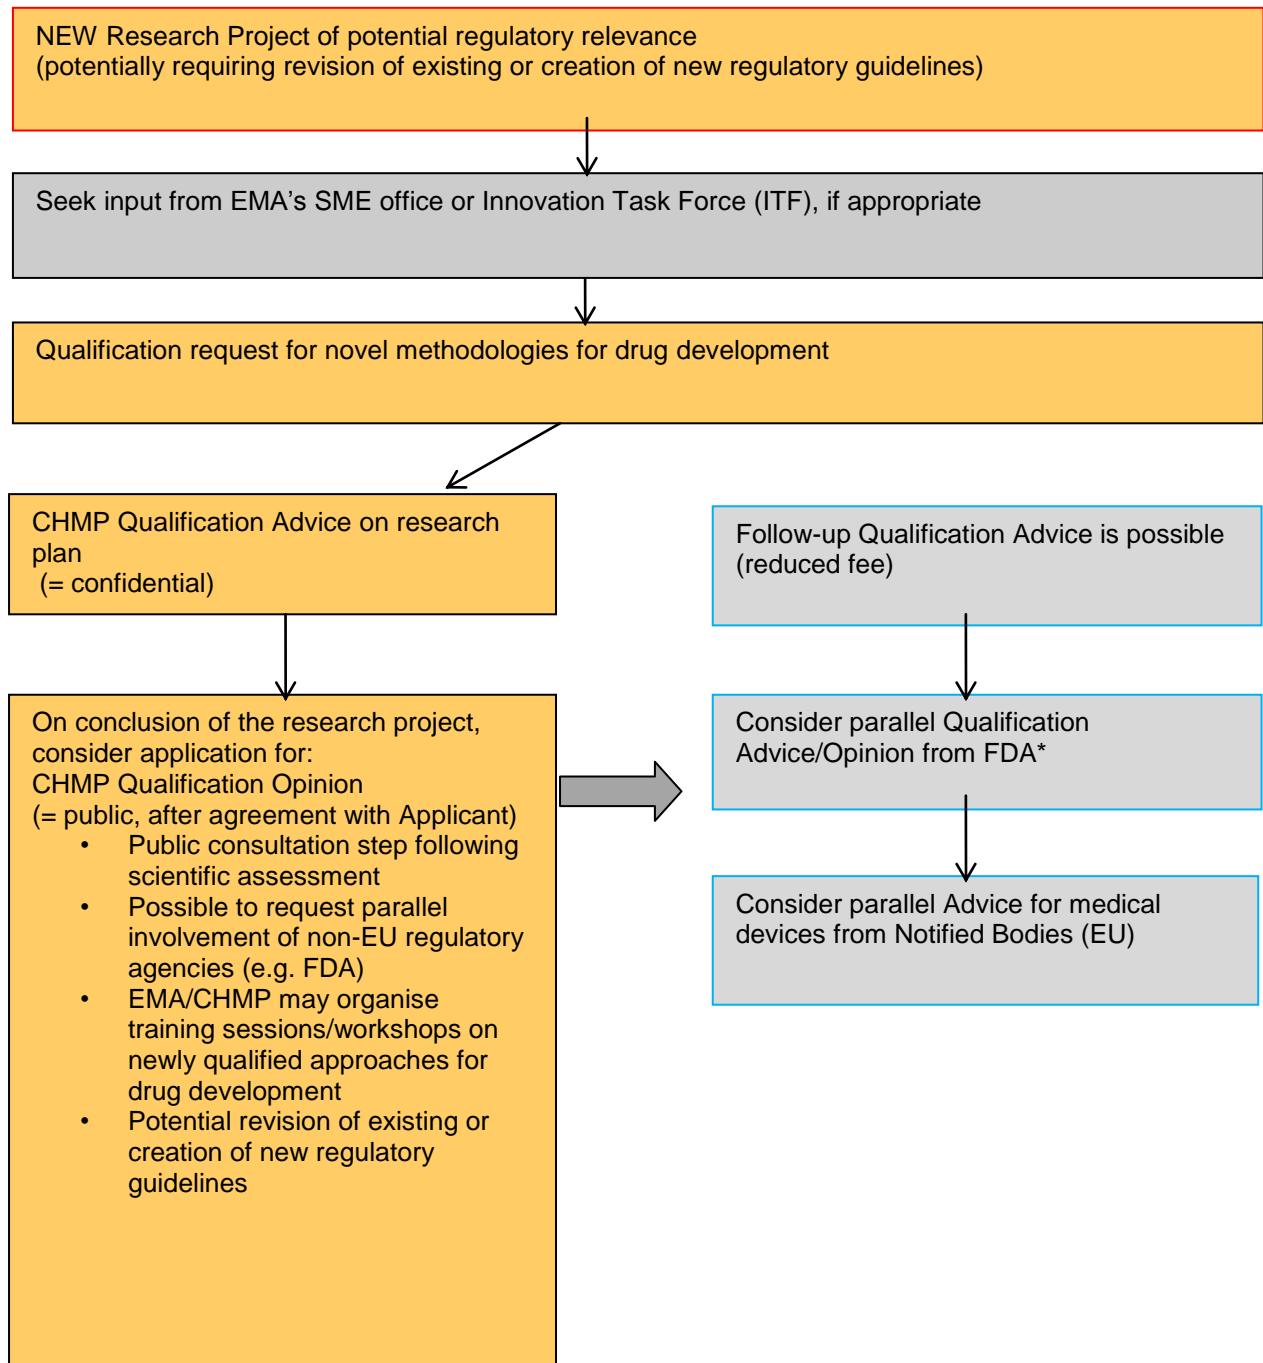 NEW Research Project of potential regulatory relevance
(potentially requiring revision of existing or creation of new regulatory guidelines)
Seek input from EMA's SME office or Innovation Task Force (ITF), if appropriate
Qualification request for novel methodologies for drug development
CHMP Qualification Advice on research
plan
(= confidential)
On conclusion of the research project,
consider application for:
CHMP Qualification Opinion
(= public, after agreement with Applicant)
• Public consultation step following
scientific assessment
• Possible to request parallel
involvement of non-EU regulatory
agencies (e.g. FDA)
• EMA/CHMP may organise
training sessions/workshops on
newly qualified approaches for
drug development
• Potential revision of existing or
creation of new regulatory
guidelines
Follow-up Qualification Advice is possible
(reduced fee)
Consider parallel Qualification
Advice/Opinion from FDA*
Consider parallel Advice for medical
devices from Notified Bodies (EU)